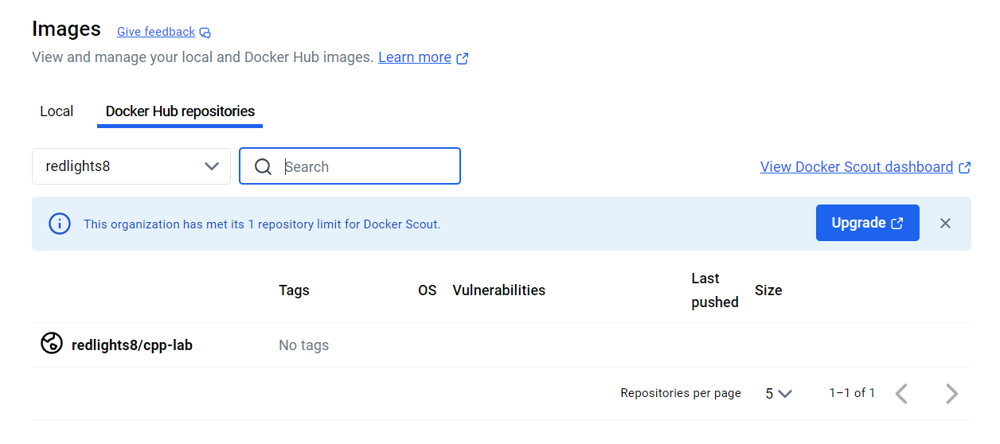 Images Give feedback
View and manage your local and Docker Hub images. Learn more
Local Docker Hub repositories
redlights8 Search View Docker Scout dashboard
This organization has met its 1 repository limit for Docker Scout. Upgrade
Tags OS Vulnerabilities Last pushed Size
redlights8/cpp-lab No tags
Repositories per page 5 1–1 of 1